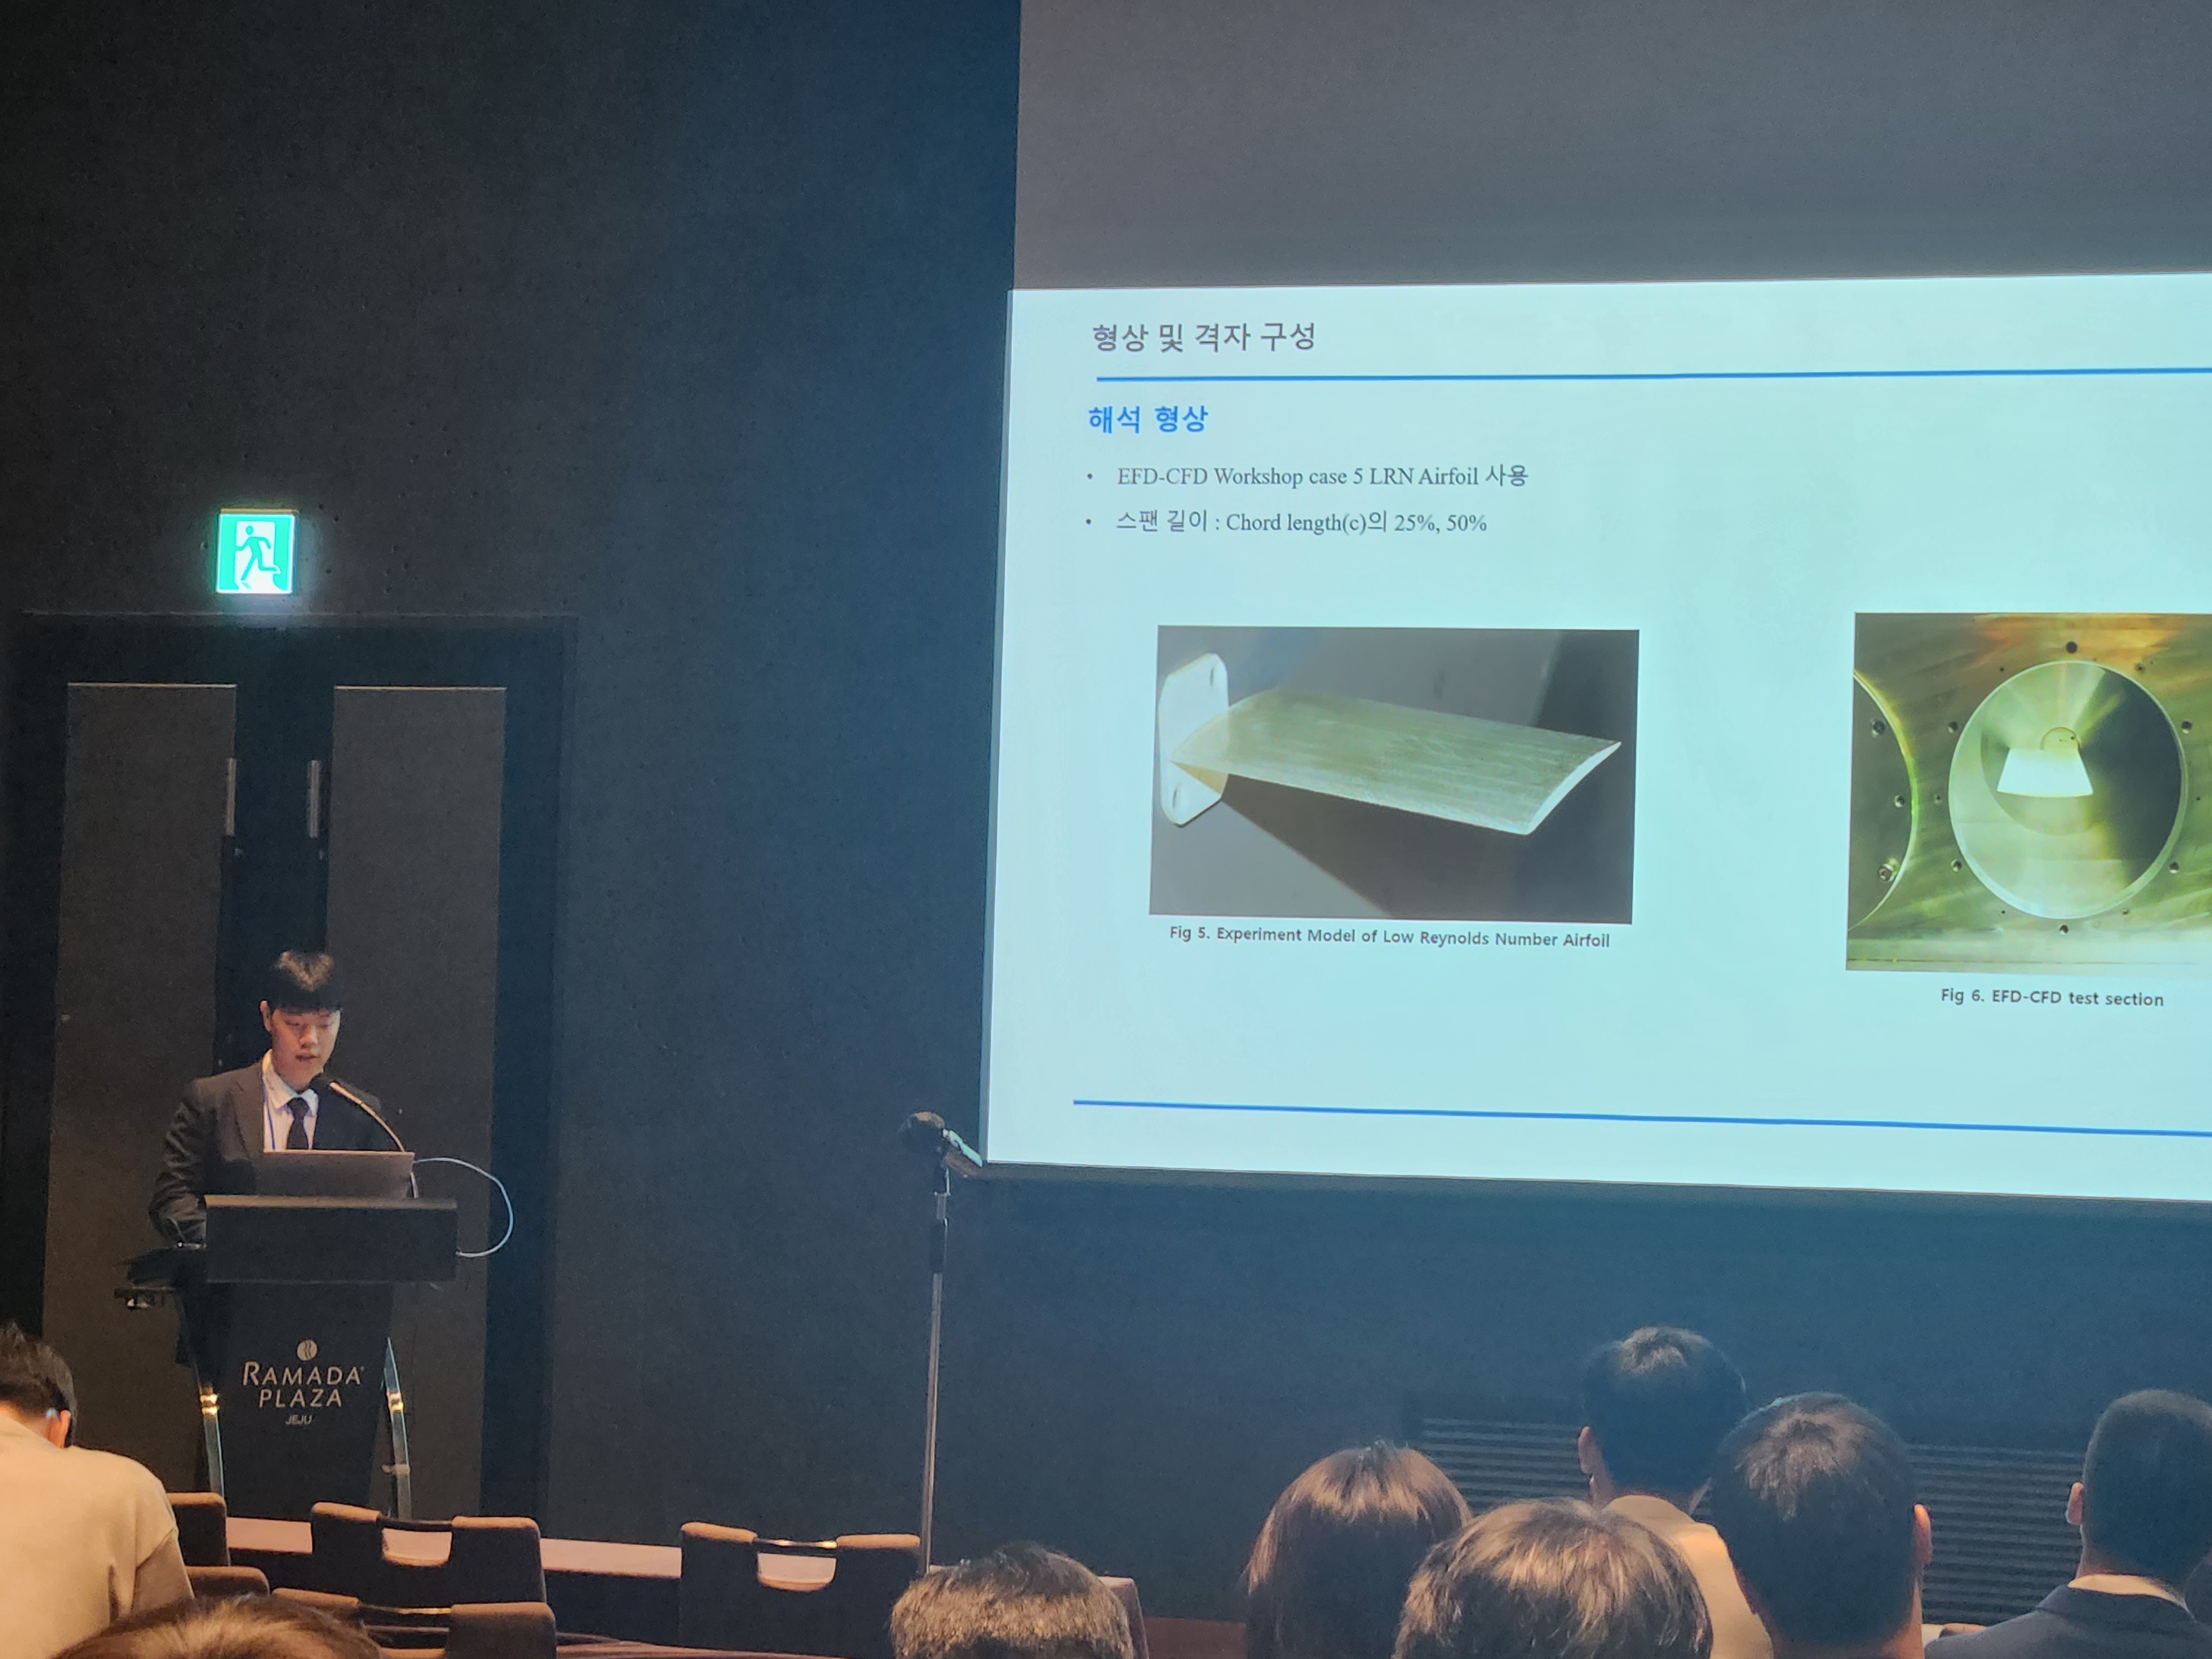 형상 및 격자 구성
해석 형상
• EFD-CFD Workshop case 5 LRN Airfoil 사용
• 스팬 길이 : Chord length(c)의 25%, 50%
Fig 5. Experiment Model of Low Reynolds Number Airfoil
Fig 6. EFD-CFD test section
RAMADA
PLAZA
JEJU